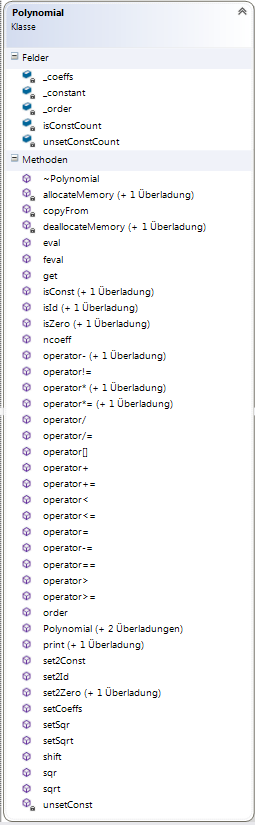 Polynomial
Klasse
Felder
_coeffs
_constant
_order
isConstCount
unsetConstCount
Methoden
~Polynomial
allocateMemory (+ 1 Überladung)
copyFrom
deallocateMemory (+ 1 Überladung)
eval
feval
get
isConst (+ 1 Überladung)
isId (+ 1 Überladung)
isZero (+ 1 Überladung)
ncoeff
operator- (+ 1 Überladung)
operator!=
operator* (+ 1 Überladung)
operator*= (+ 1 Überladung)
operator/
operator/=
operator[]
operator+
operator+=
operator<
operator<=
operator=
operator-=
operator==
operator>
operator>=
order
Polynomial (+ 2 Überladungen)
print (+ 1 Überladung)
set2Const
set2Id
set2Zero (+ 1 Überladung)
setCoeffs
setSqr
setSqrt
shift
sqr
sqrt
unsetConst